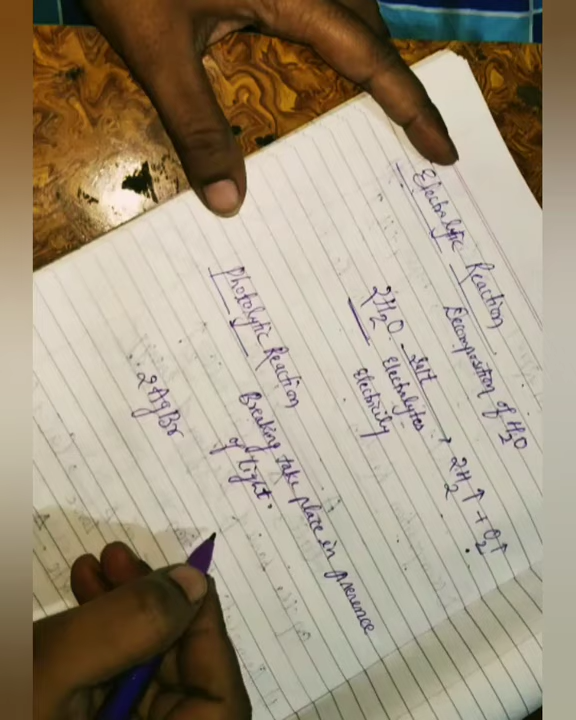 Electrolytic Reaction
Decomposition of H2O
2H2O salt → 2H2↑ + O2↑
Electrolytes
Electricity
Photolytic Reaction
Breaking take place in presence
of light.
2AgBr